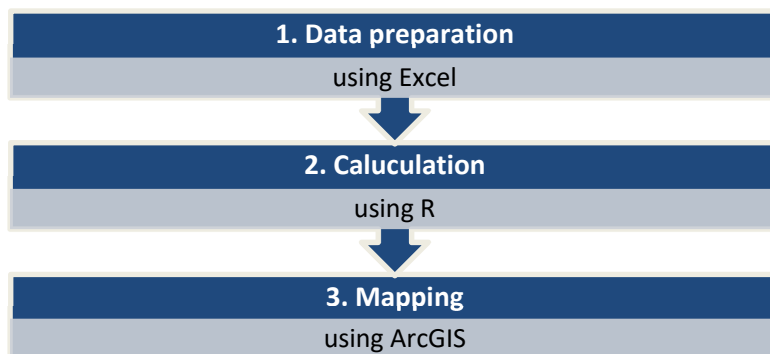 1. Data preparation
using Excel
2. Caluculation
using R
3. Mapping
using ArcGIS